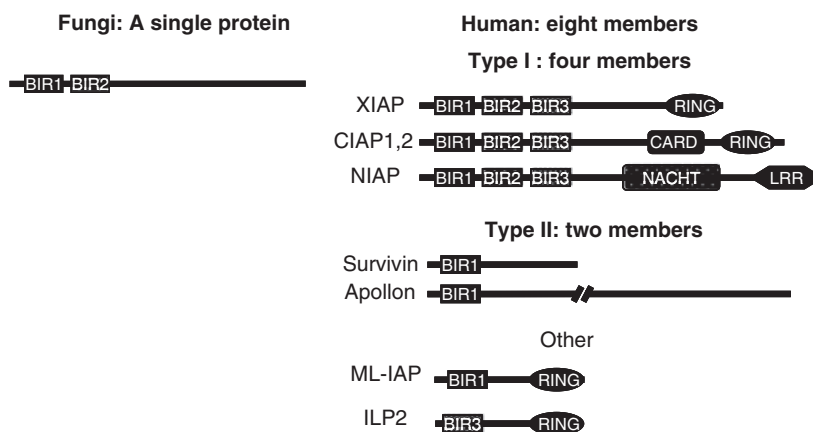 Fungi: A single protein
BIR1 BIR2
Human: eight members
Type I : four members
XIAP BIR1 BIR2 BIR3 RING
CIAP1,2 BIR1 BIR2 BIR3 CARD RING
NIAP BIR1 BIR2 BIR3 NACHT LRR
Type II: two members
Survivin BIR1
Apollon BIR1
Other
ML-IAP BIR1 RING
ILP2 BIR3 RING